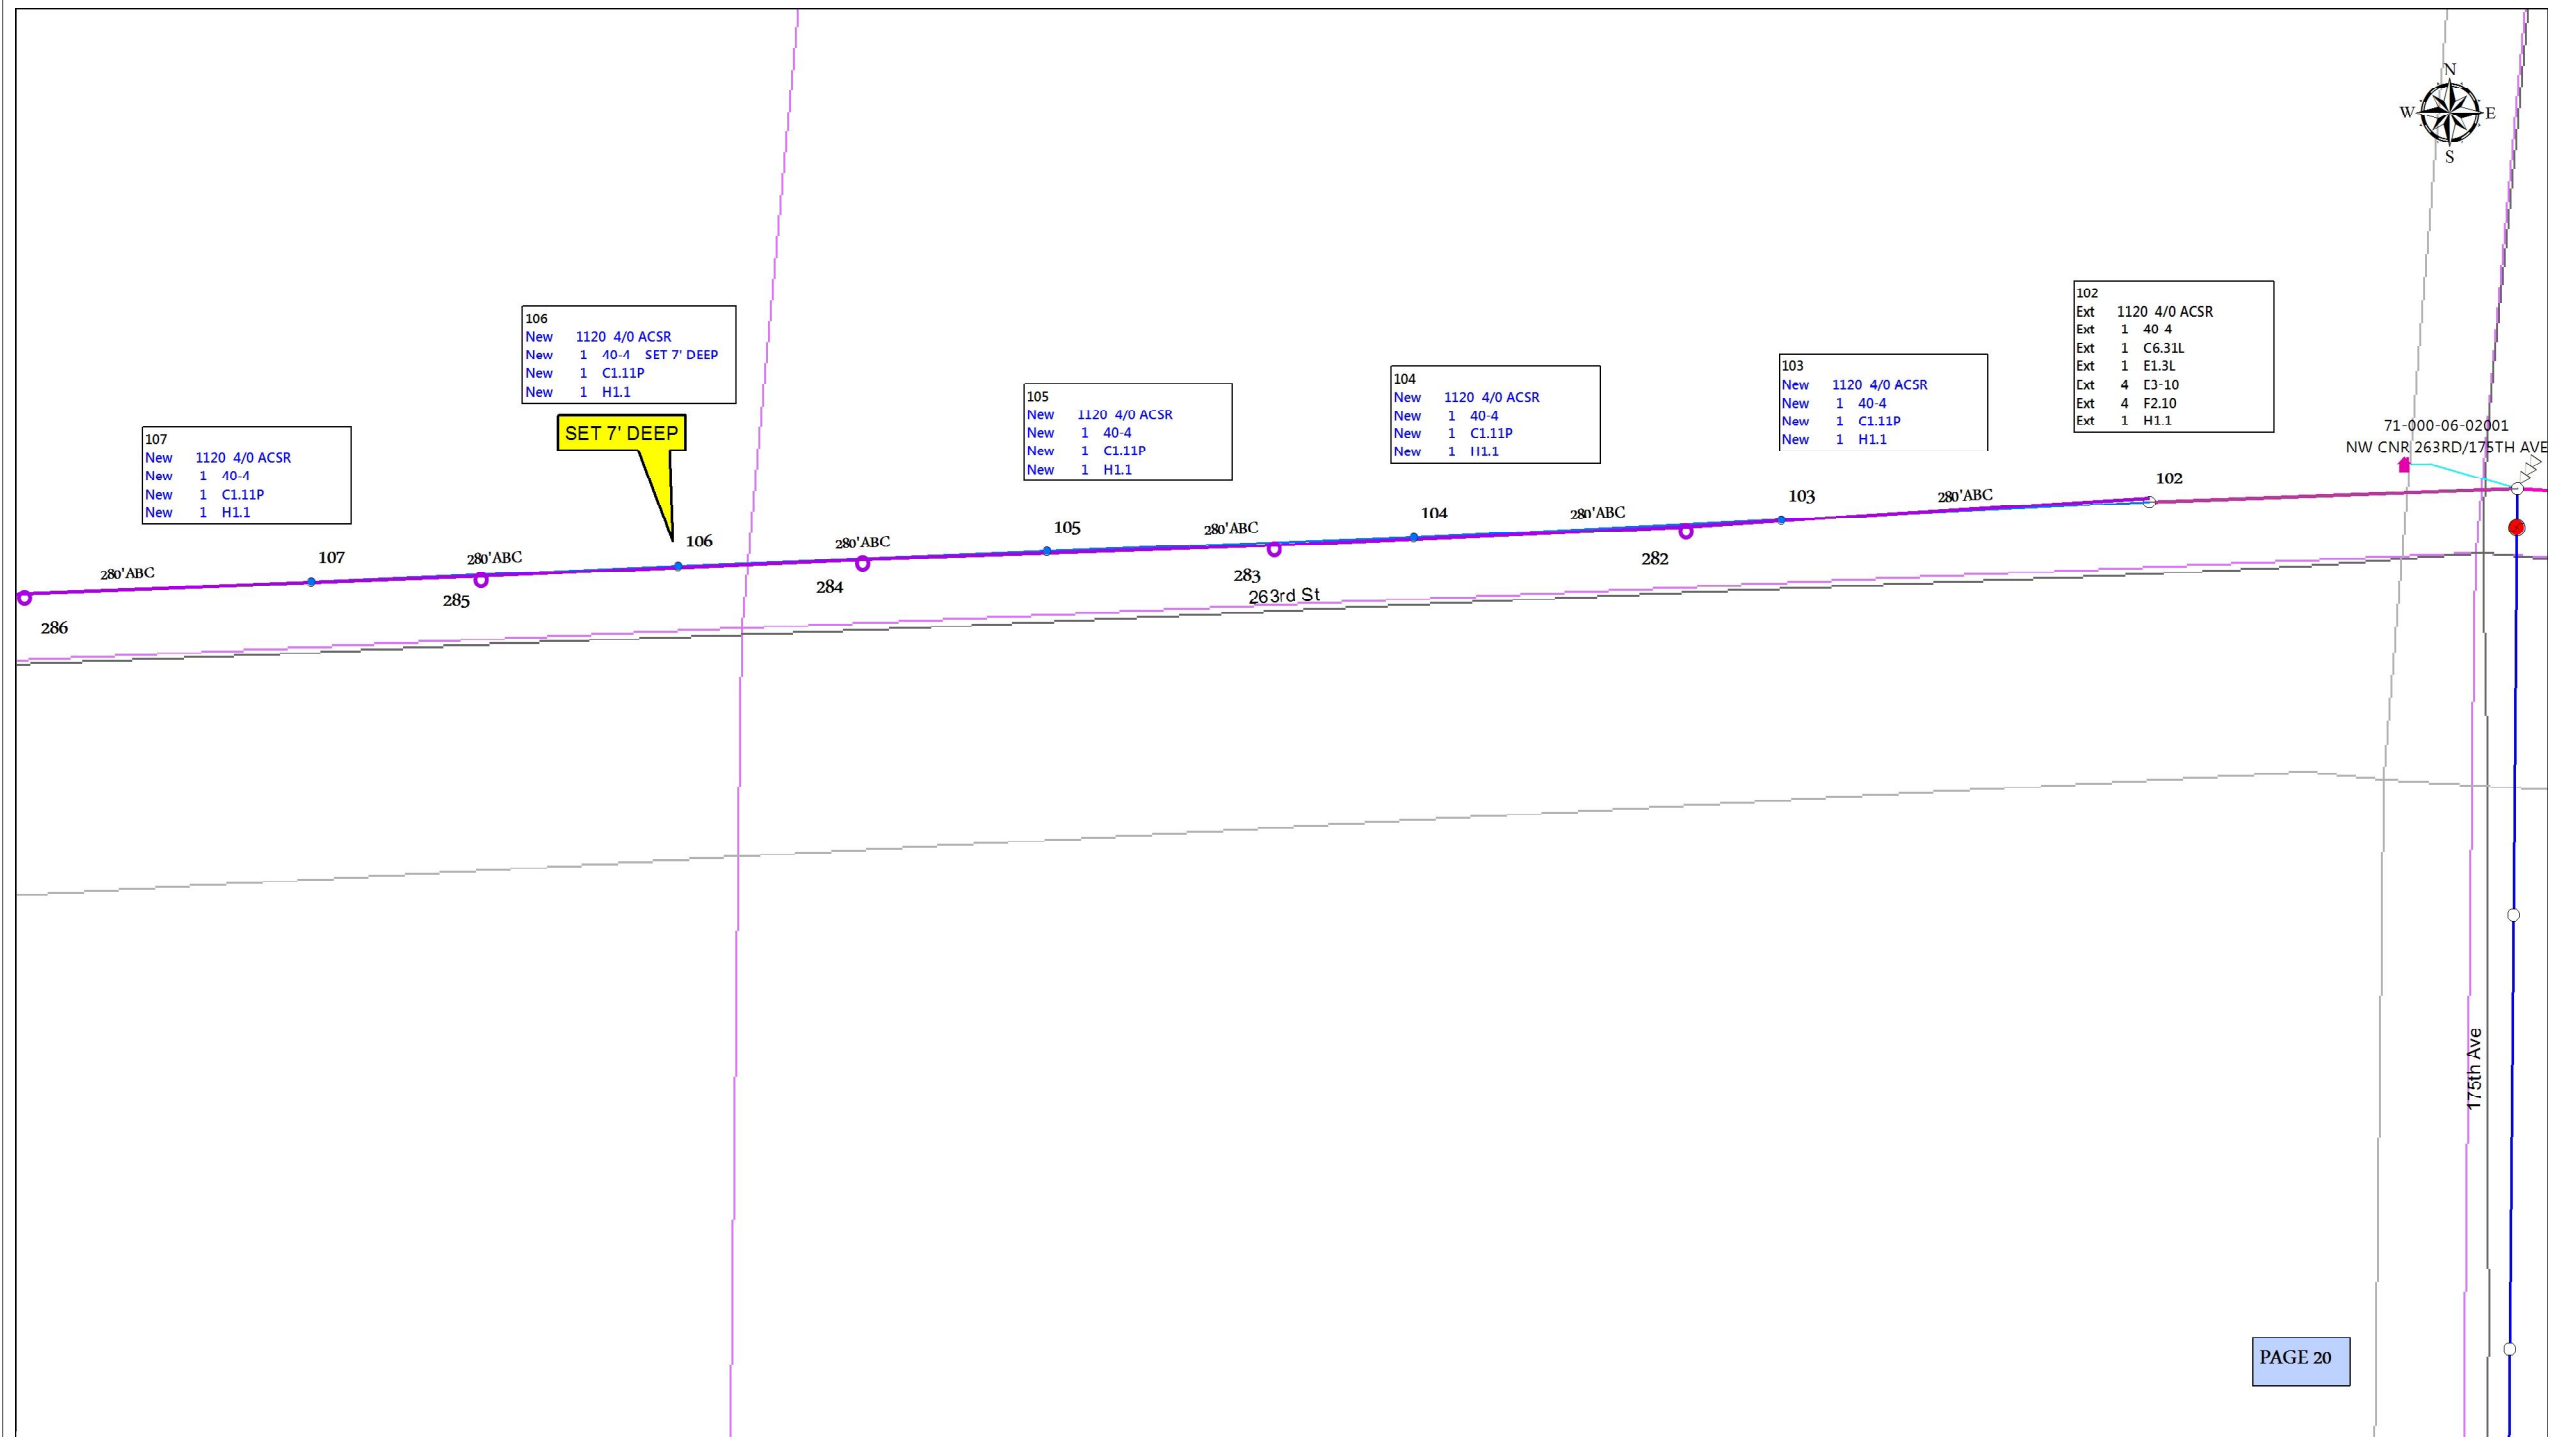 N
W E
S
102
Ext 1120 4/0 ACSR
Ext 1 40 4
Ext 1 C6.31L
Ext 1 E1.3L
Ext 4 E3-10
Ext 4 F2.10
Ext 1 H1.1
106
New 1120 4/0 ACSR
New 1 40-4 SET 7' DEEP
New 1 C1.11P
New 1 H1.1
103
New 1120 4/0 ACSR
New 1 40-4
New 1 C1.11P
New 1 H1.1
104
New 1120 4/0 ACSR
New 1 40-4
New 1 C1.11P
New 1 H1.1
105
New 1120 4/0 ACSR
New 1 40-4
New 1 C1.11P
New 1 H1.1
SET 7' DEEP
107
New 1120 4/0 ACSR
New 1 40-4
New 1 C1.11P
New 1 H1.1
71-000-06-02001
NW CNR 263RD/175TH AVE
102
280'ABC
103
280'ABC
104
280'ABC
105
280'ABC
106
280'ABC
107
280'ABC
282
283
284
285
286
263rd St
175th Ave
PAGE 20